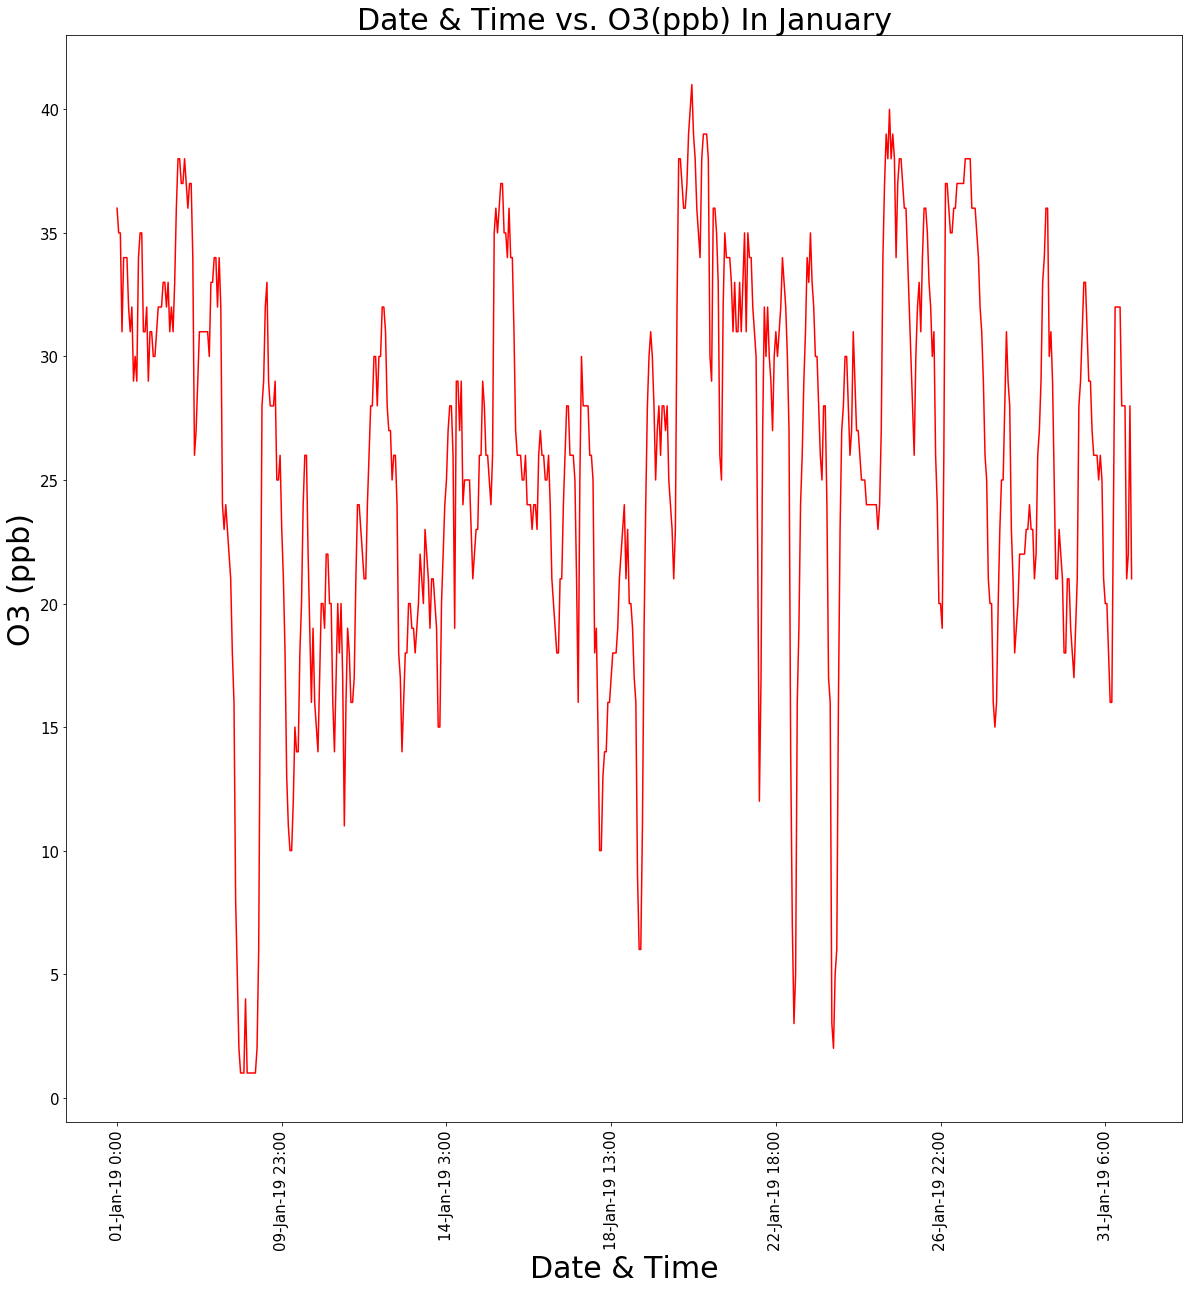 Date & Time vs. O3(ppb) In January
O3 (ppb)
40
35
30
25
20
15
10
5
0
01-Jan-19 0:00
09-Jan-19 23:00
14-Jan-19 3:00
18-Jan-19 13:00
22-Jan-19 18:00
26-Jan-19 22:00
31-Jan-19 6:00
Date & Time